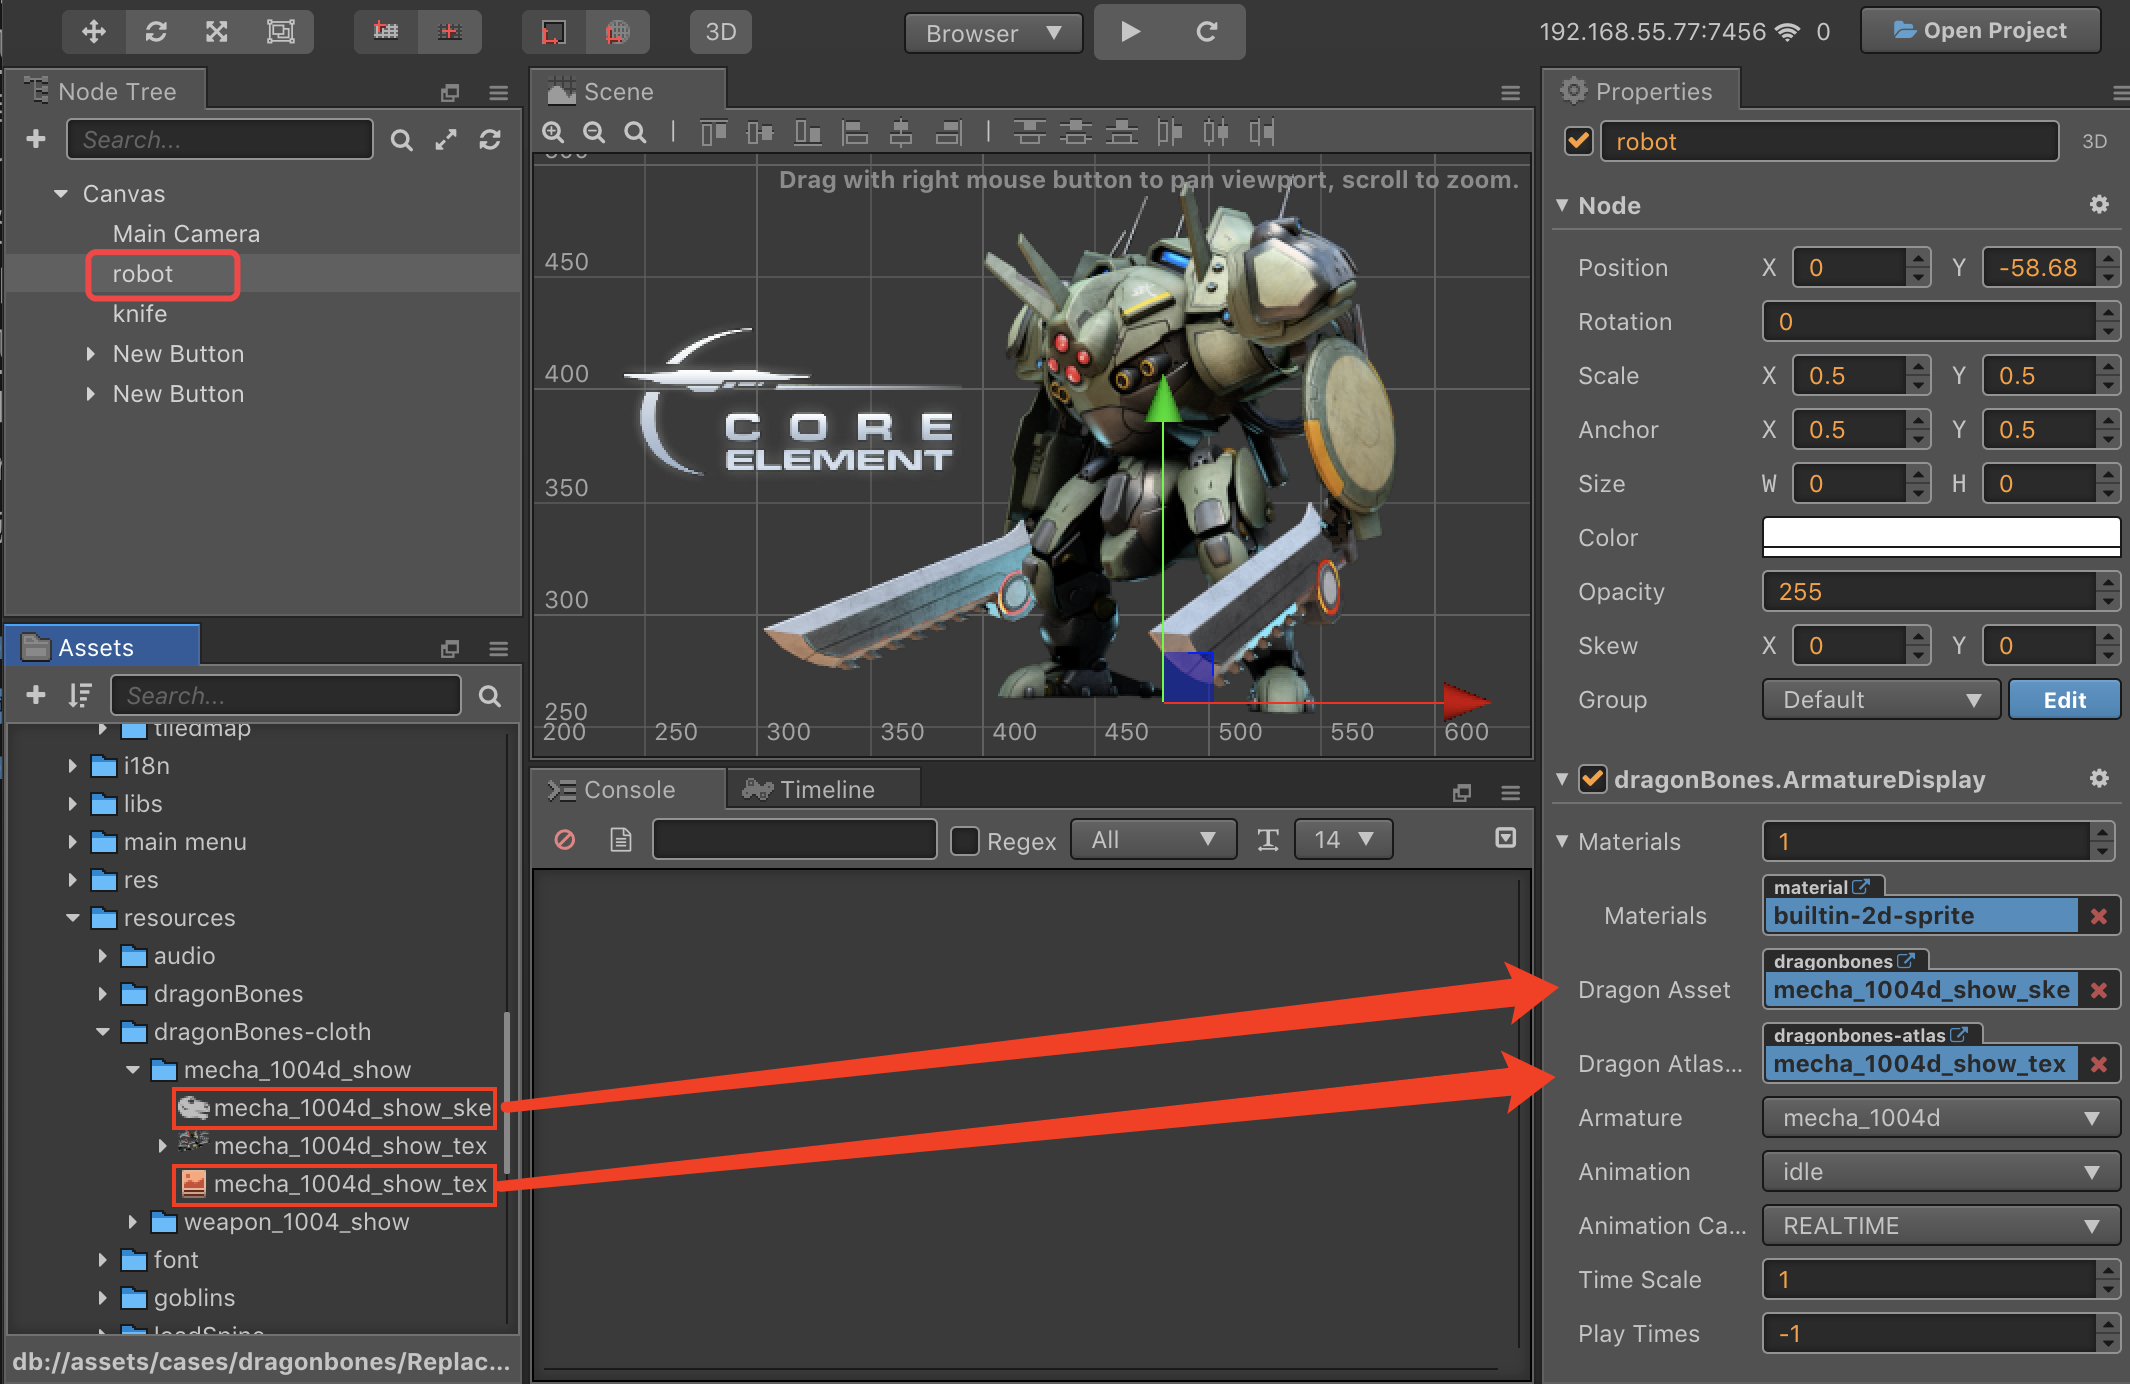 3D
Browser
192.168.55.77:7456
0
Open Project
Node Tree
Search...
Canvas
Main Camera
robot
knife
New Button
New Button
Assets
Search...
tiledmap
i18n
libs
main menu
res
resources
audio
dragonBones
dragonBones-cloth
mecha_1004d_show
mecha_1004d_show_ske
mecha_1004d_show_tex
mecha_1004d_show_tex
weapon_1004_show
font
goblins
loadSpine
db://assets/cases/dragonbones/Replac...
Scene
Drag with right mouse button to pan viewport, scroll to zoom.
450
400
350
300
250
200 250 300 350 400 450 500 550 600
CORE
ELEMENT
Console
Timeline
Regex
All
14
Properties
robot
3D
Node
Position X 0 Y -58.68
Rotation 0
Scale X 0.5 Y 0.5
Anchor X 0.5 Y 0.5
Size W 0 H 0
Color
Opacity 255
Skew X 0 Y 0
Group Default Edit
dragonBones.ArmatureDisplay
Materials 1
material
Materials builtin-2d-sprite
dragonbones
Dragon Asset mecha_1004d_show_ske
dragonbones-atlas
Dragon Atlas... mecha_1004d_show_tex
Armature mecha_1004d
Animation idle
Animation Ca... REALTIME
Time Scale 1
Play Times -1